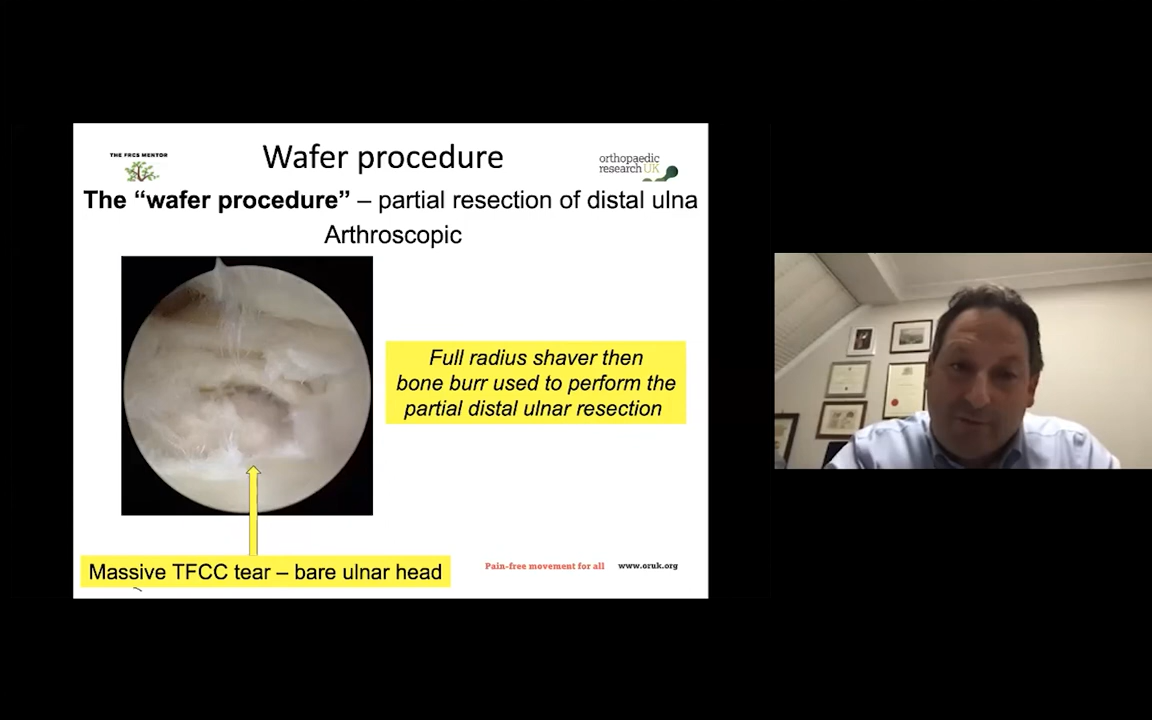 THE FRCS MENTOR
Wafer procedure
orthopaedic
research UK
The “wafer procedure” – partial resection of distal ulna
Arthroscopic
Full radius shaver then
bone burr used to perform the
partial distal ulnar resection
Massive TFCC tear – bare ulnar head
Pain-free movement for all www.oruk.org